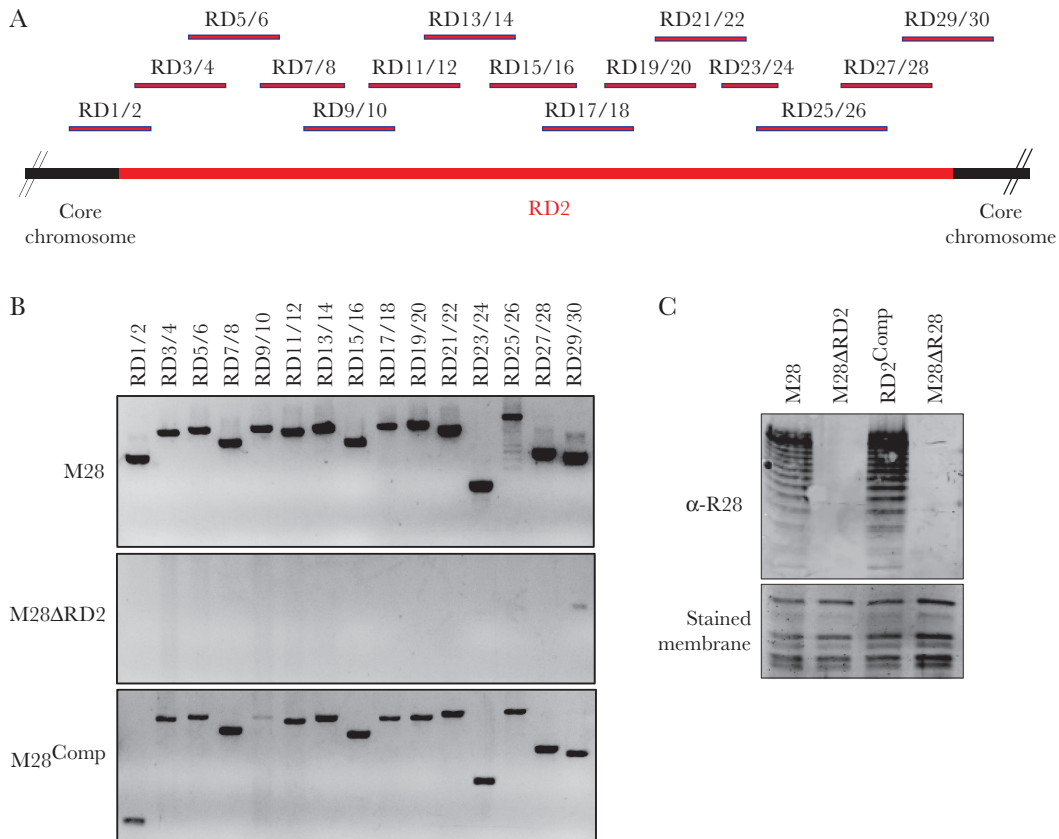 A
RD5/6 RD13/14 RD21/22 RD29/30
RD3/4 RD7/8 RD11/12 RD15/16 RD19/20 RD23/24 RD27/28
RD1/2 RD9/10 RD17/18 RD25/26
Core
chromosome
RD2
Core
chromosome
B
RD1/2
RD3/4
RD5/6
RD7/8
RD9/10
RD11/12
RD13/14
RD15/16
RD17/18
RD19/20
RD21/22
RD23/24
RD25/26
RD27/28
RD29/30
M28
M28ΔRD2
M28Comp
C
M28
M28ΔRD2
RD2Comp
M28ΔR28
α-R28
Stained
membrane